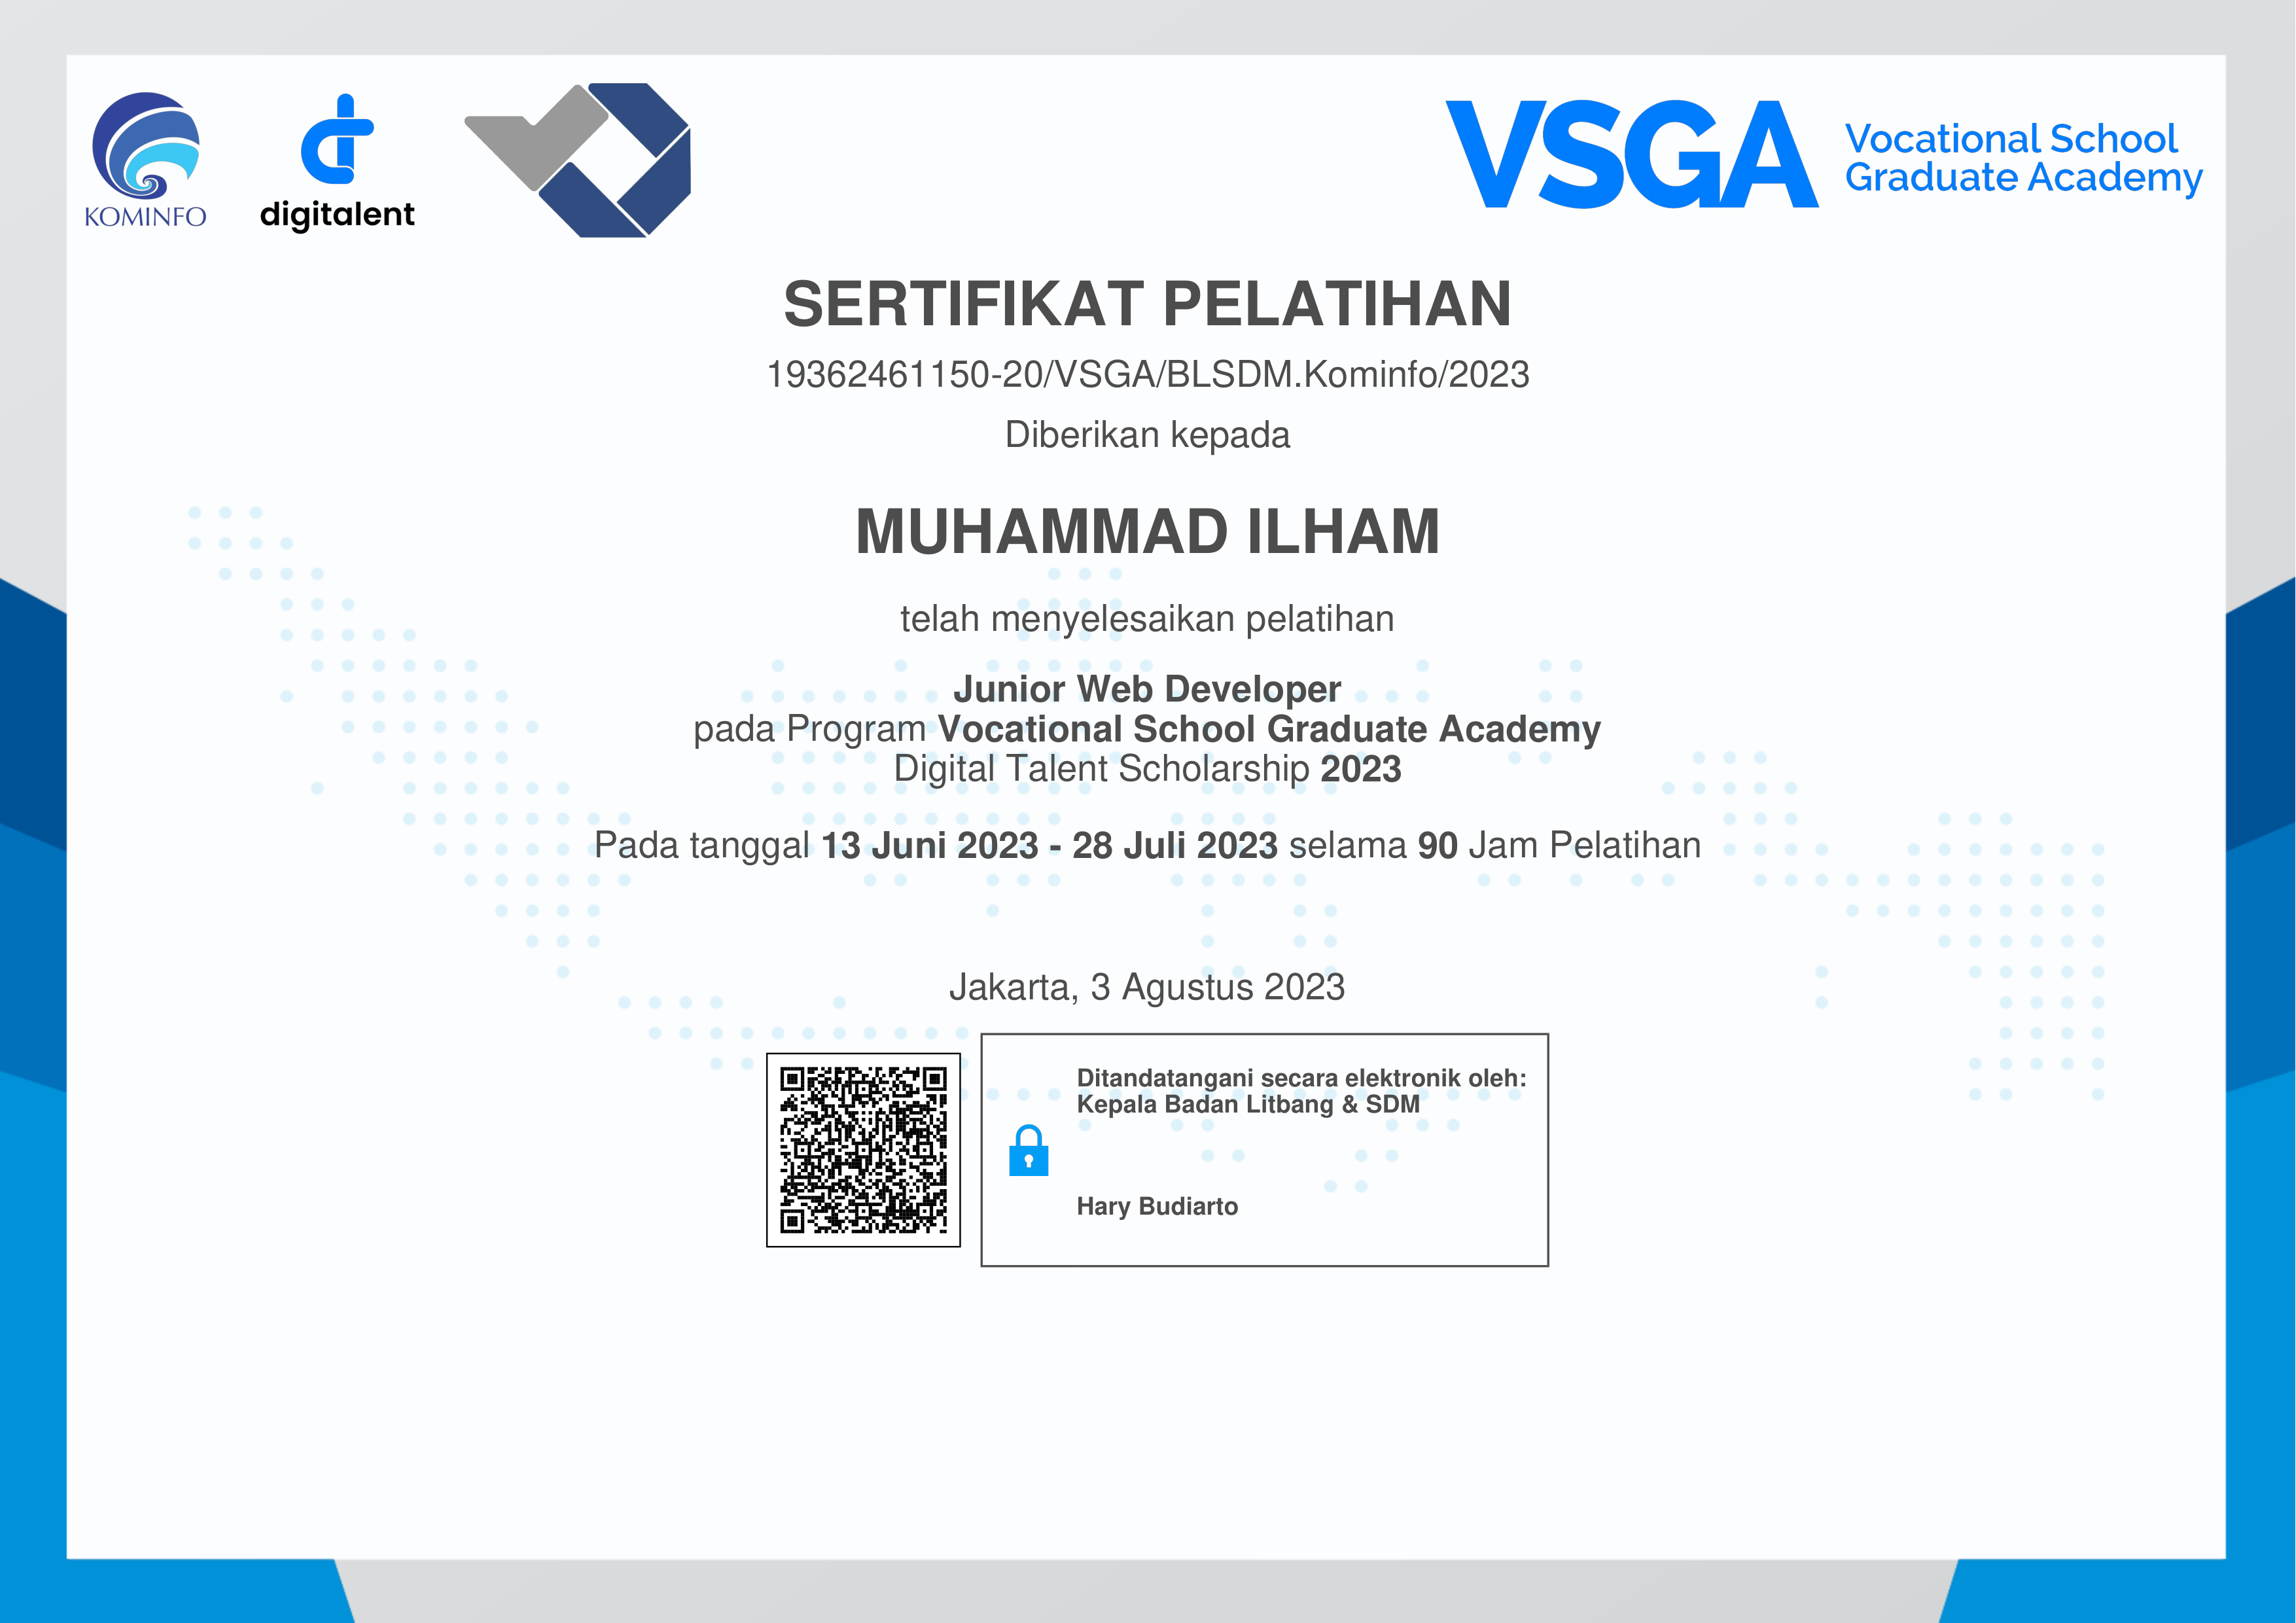 KOMINFO
digitalent
VSGA
Vocational School
Graduate Academy
SERTIFIKAT PELATIHAN
19362461150-20/VSGA/BLSDM.Kominfo/2023
Diberikan kepada
MUHAMMAD ILHAM
telah menyelesaikan pelatihan
Junior Web Developer
pada Program Vocational School Graduate Academy
Digital Talent Scholarship 2023
Pada tanggal 13 Juni 2023 - 28 Juli 2023 selama 90 Jam Pelatihan
Jakarta, 3 Agustus 2023
Ditandatangani secara elektronik oleh:
Kepala Badan Litbang & SDM
Hary Budiarto